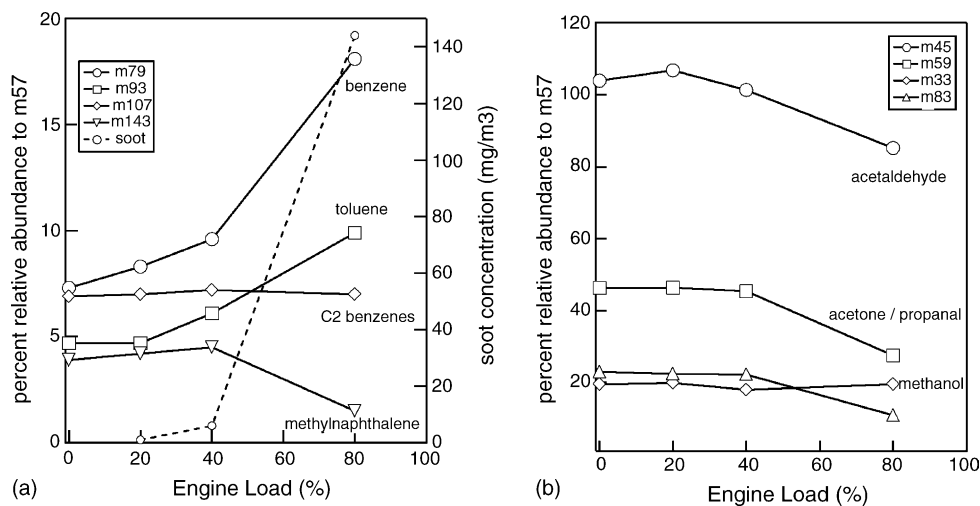 20
15
10
5
0
percent relative abundance to m57
m79
m93
m107
m143
soot
benzene
toluene
C2 benzenes
methylnaphthalene
140
120
100
80
60
40
20
0
soot concentration (mg/m3)
0 20 40 60 80 100
(a) Engine Load (%)
120
100
80
60
40
20
percent relative abundance to m57
m45
m59
m33
m83
acetaldehyde
acetone / propanal
methanol
0 20 40 60 80 100
(b) Engine Load (%)